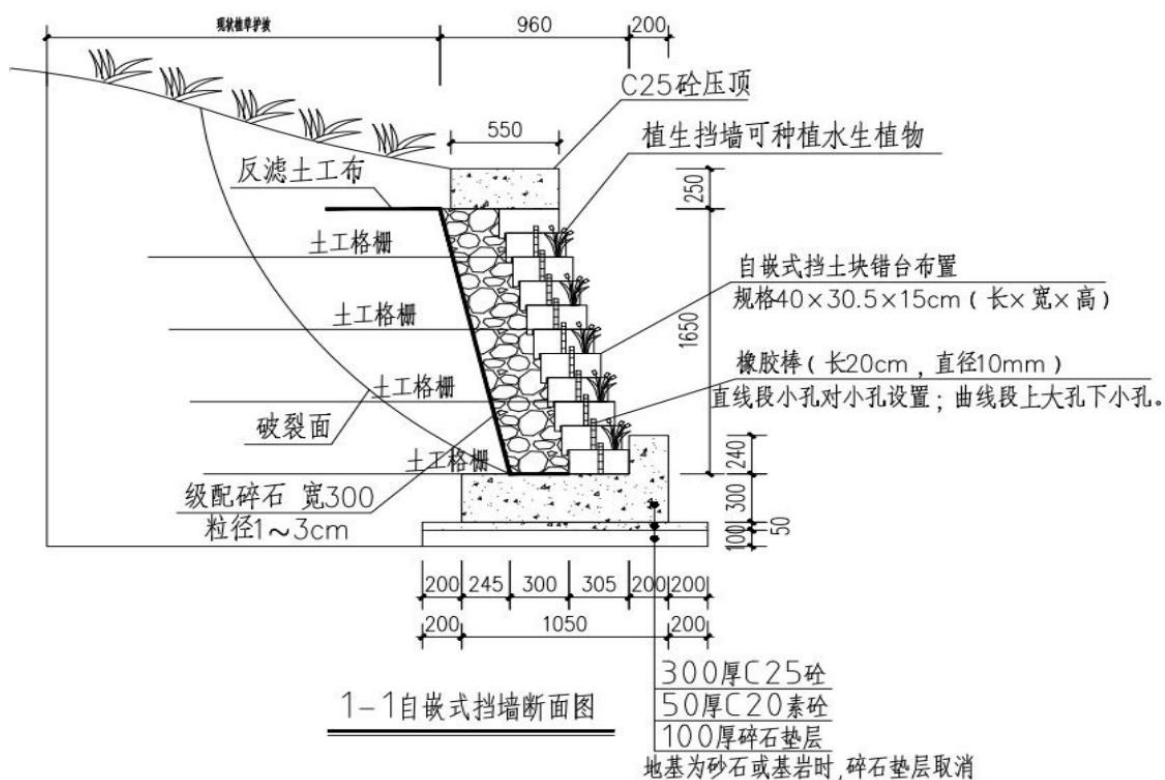 现状植草护坡
960
200
C25砼压顶
550
植生挡墙可种植水生植物
反滤土工布
250
土工格栅
自嵌式挡土块错台布置
规格40×30.5×15cm(长×宽×高)
土工格栅
1650
橡胶棒(长20cm,直径10mm)
土工格栅
直线段小孔对小孔设置;曲线段上大孔下小孔。
破裂面
240
土工格栅
级配碎石 宽300
粒径1~3cm
300
50
100
200 245 300 305 200 200
200 1050 200
300厚C25砼
1-1自嵌式挡墙断面图
50厚C20素砼
100厚碎石垫层
地基为砂石或基岩时,碎石垫层取消